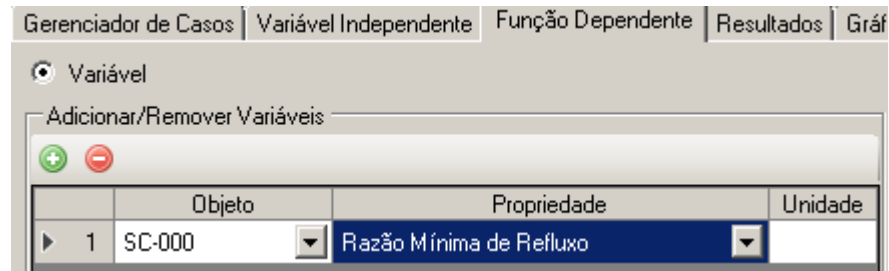 Gerenciador de Casos Variável Independente Função Dependente Resultados Gráf
Variável
Adicionar/Remover Variáveis
Objeto Propriedade Unidade
1 SC-000 Razão Mínima de Refluxo